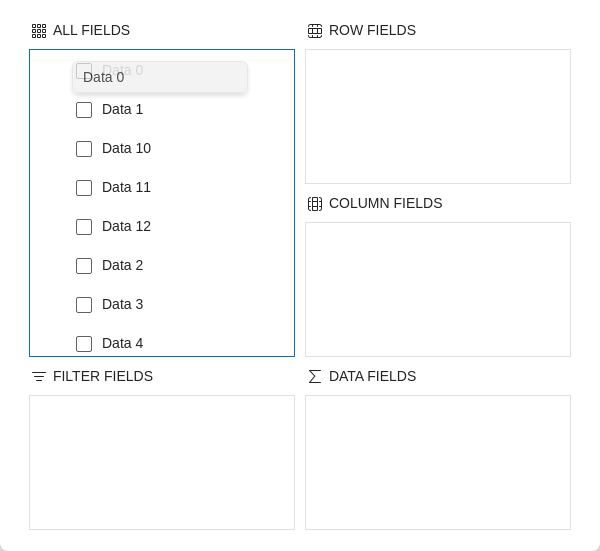 ALL FIELDS
Data 0
Data 0
Data 1
Data 10
Data 11
Data 12
Data 2
Data 3
Data 4
ROW FIELDS
COLUMN FIELDS
FILTER FIELDS
DATA FIELDS